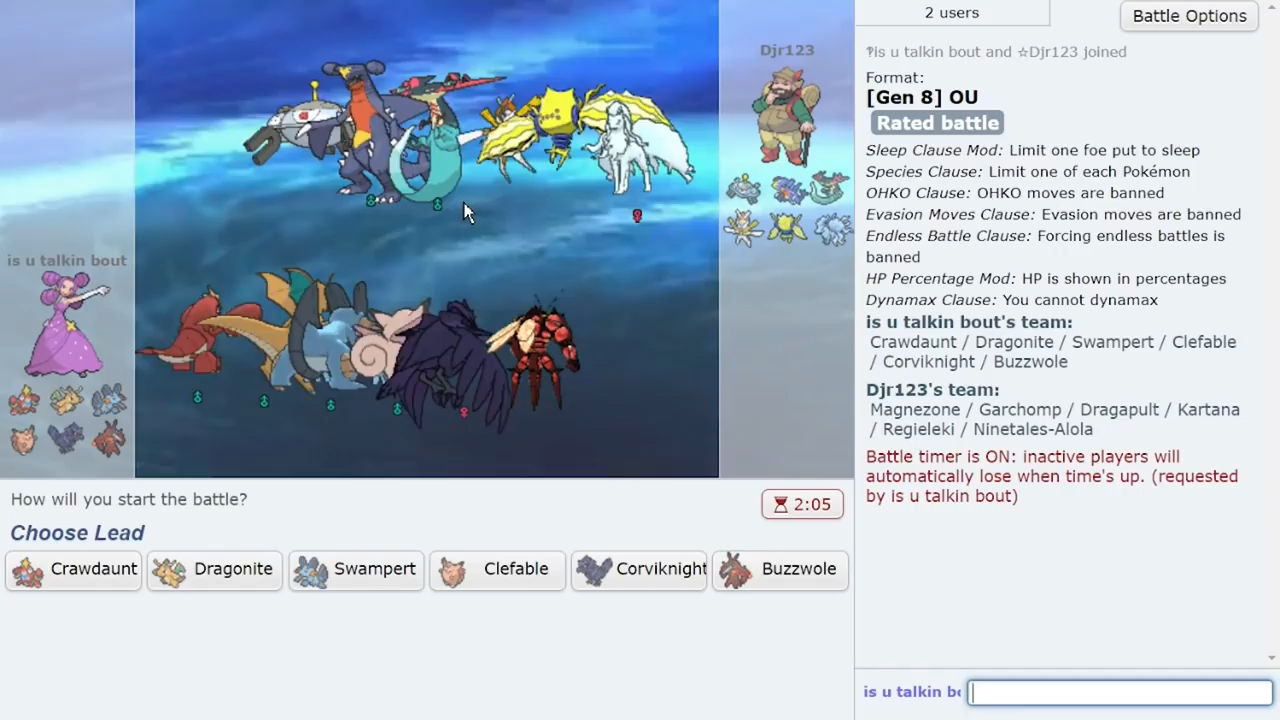 2 users
Battle Options
‽is u talkin bout and ☆Djr123 joined
Format:
[Gen 8] OU
Rated battle
Sleep Clause Mod: Limit one foe put to sleep
Species Clause: Limit one of each Pokémon
OHKO Clause: OHKO moves are banned
Evasion Moves Clause: Evasion moves are banned
Endless Battle Clause: Forcing endless battles is
banned
HP Percentage Mod: HP is shown in percentages
Dynamax Clause: You cannot dynamax
is u talkin bout's team:
Crawdaunt / Dragonite / Swampert / Clefable
/ Corviknight / Buzzwole
Djr123's team:
Magnezone / Garchomp / Dragapult / Kartana
/ Regieleki / Ninetales-Alola
Battle timer is ON: inactive players will
automatically lose when time's up. (requested
by is u talkin bout)
Djr123
is u talkin bout
How will you start the battle?
2:05
Choose Lead
Crawdaunt
Dragonite
Swampert
Clefable
Corviknight
Buzzwole
is u talkin bo